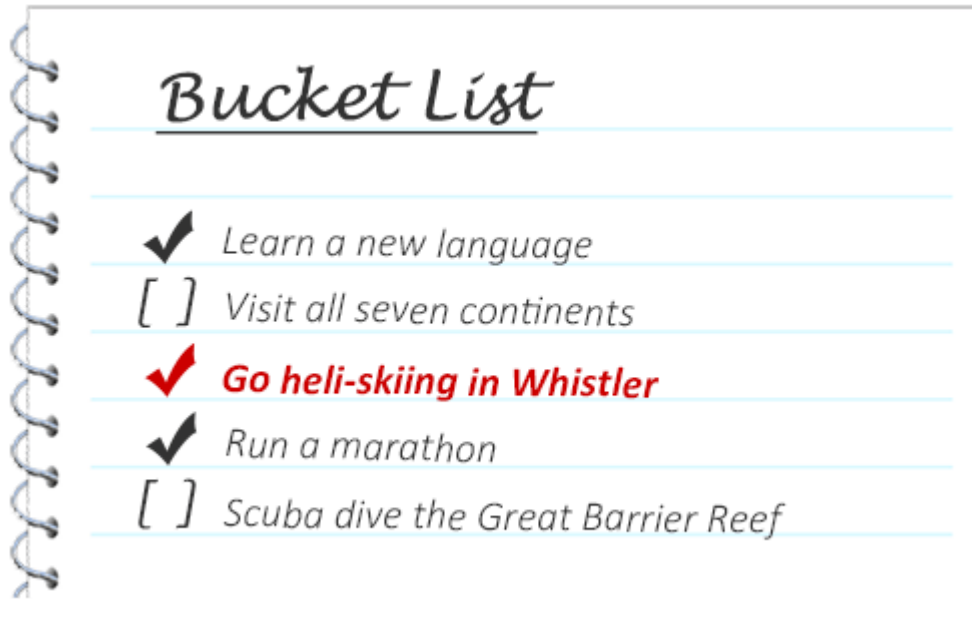 Bucket List
✔ Learn a new language
[ ] Visit all seven continents
✔ Go heli-skiing in Whistler
✔ Run a marathon
[ ] Scuba dive the Great Barrier Reef